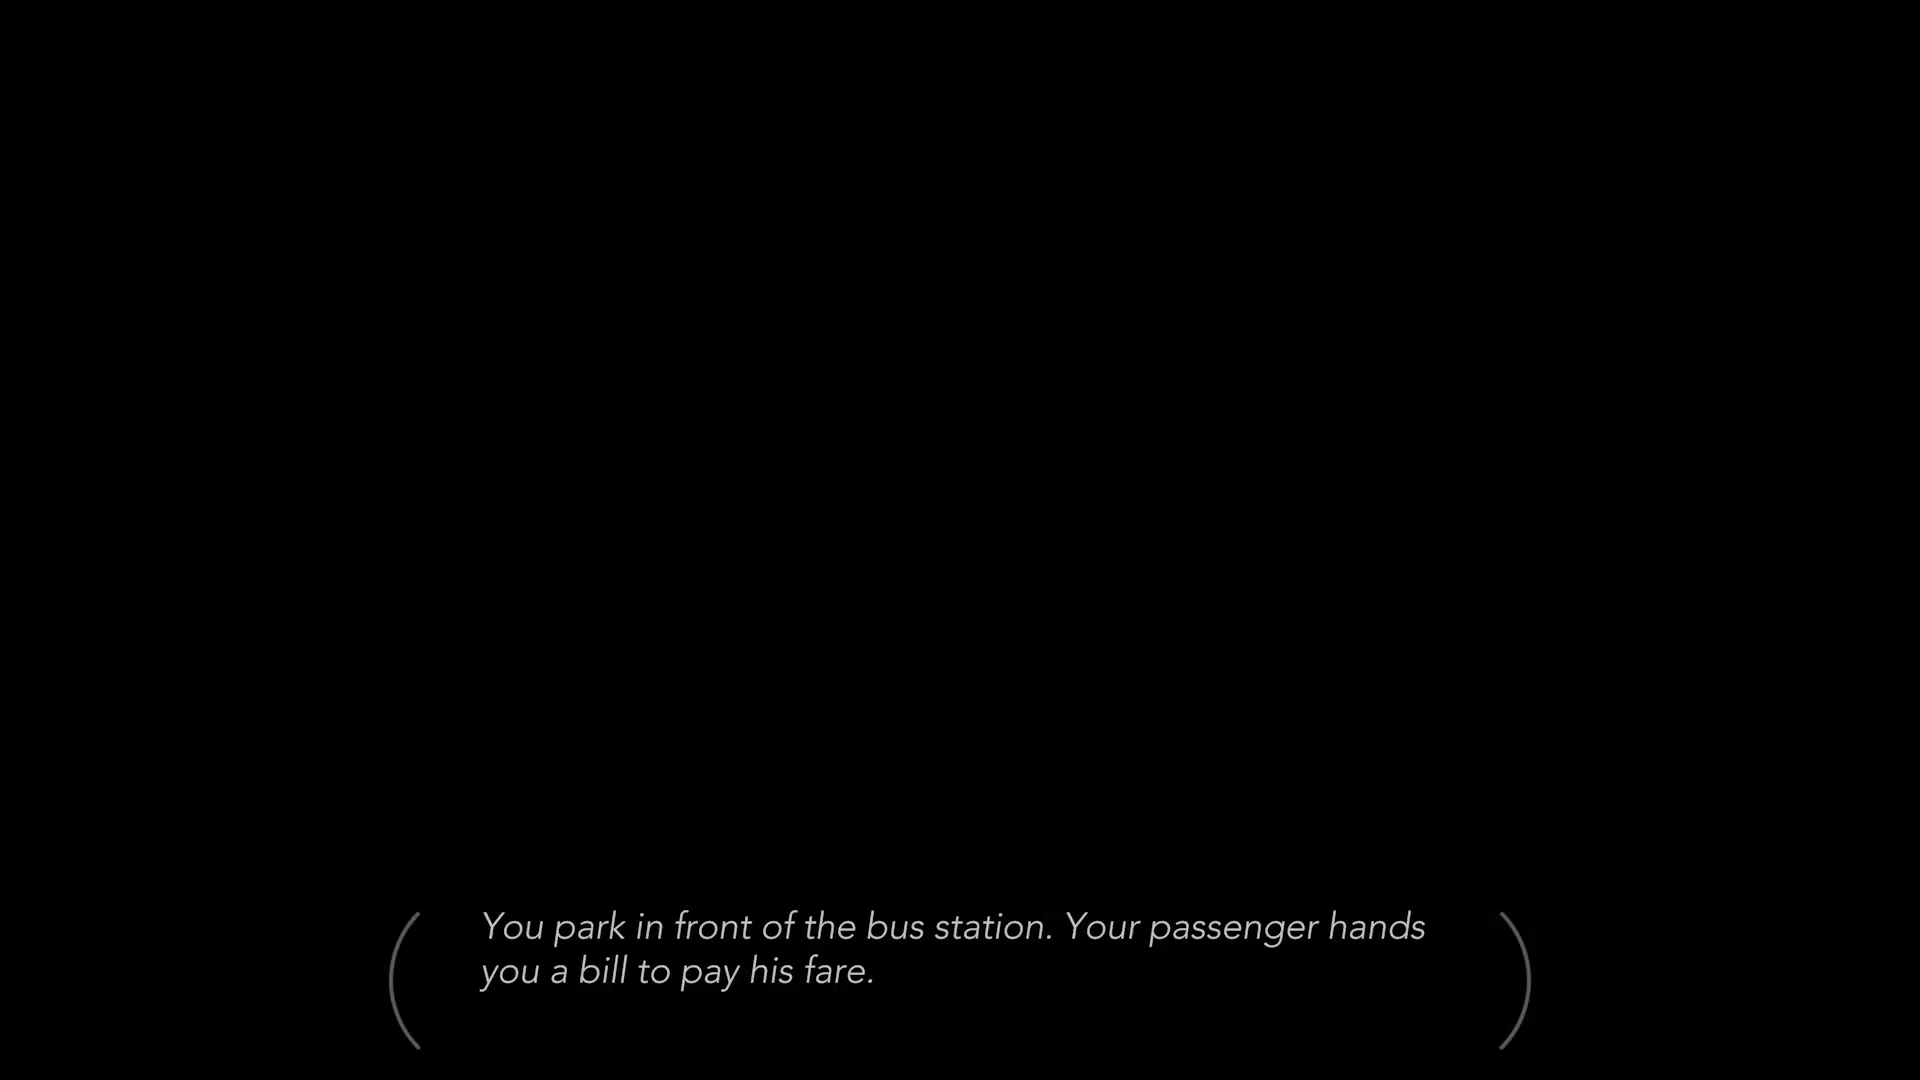 You park in front of the bus station. Your passenger hands
you a bill to pay his fare.